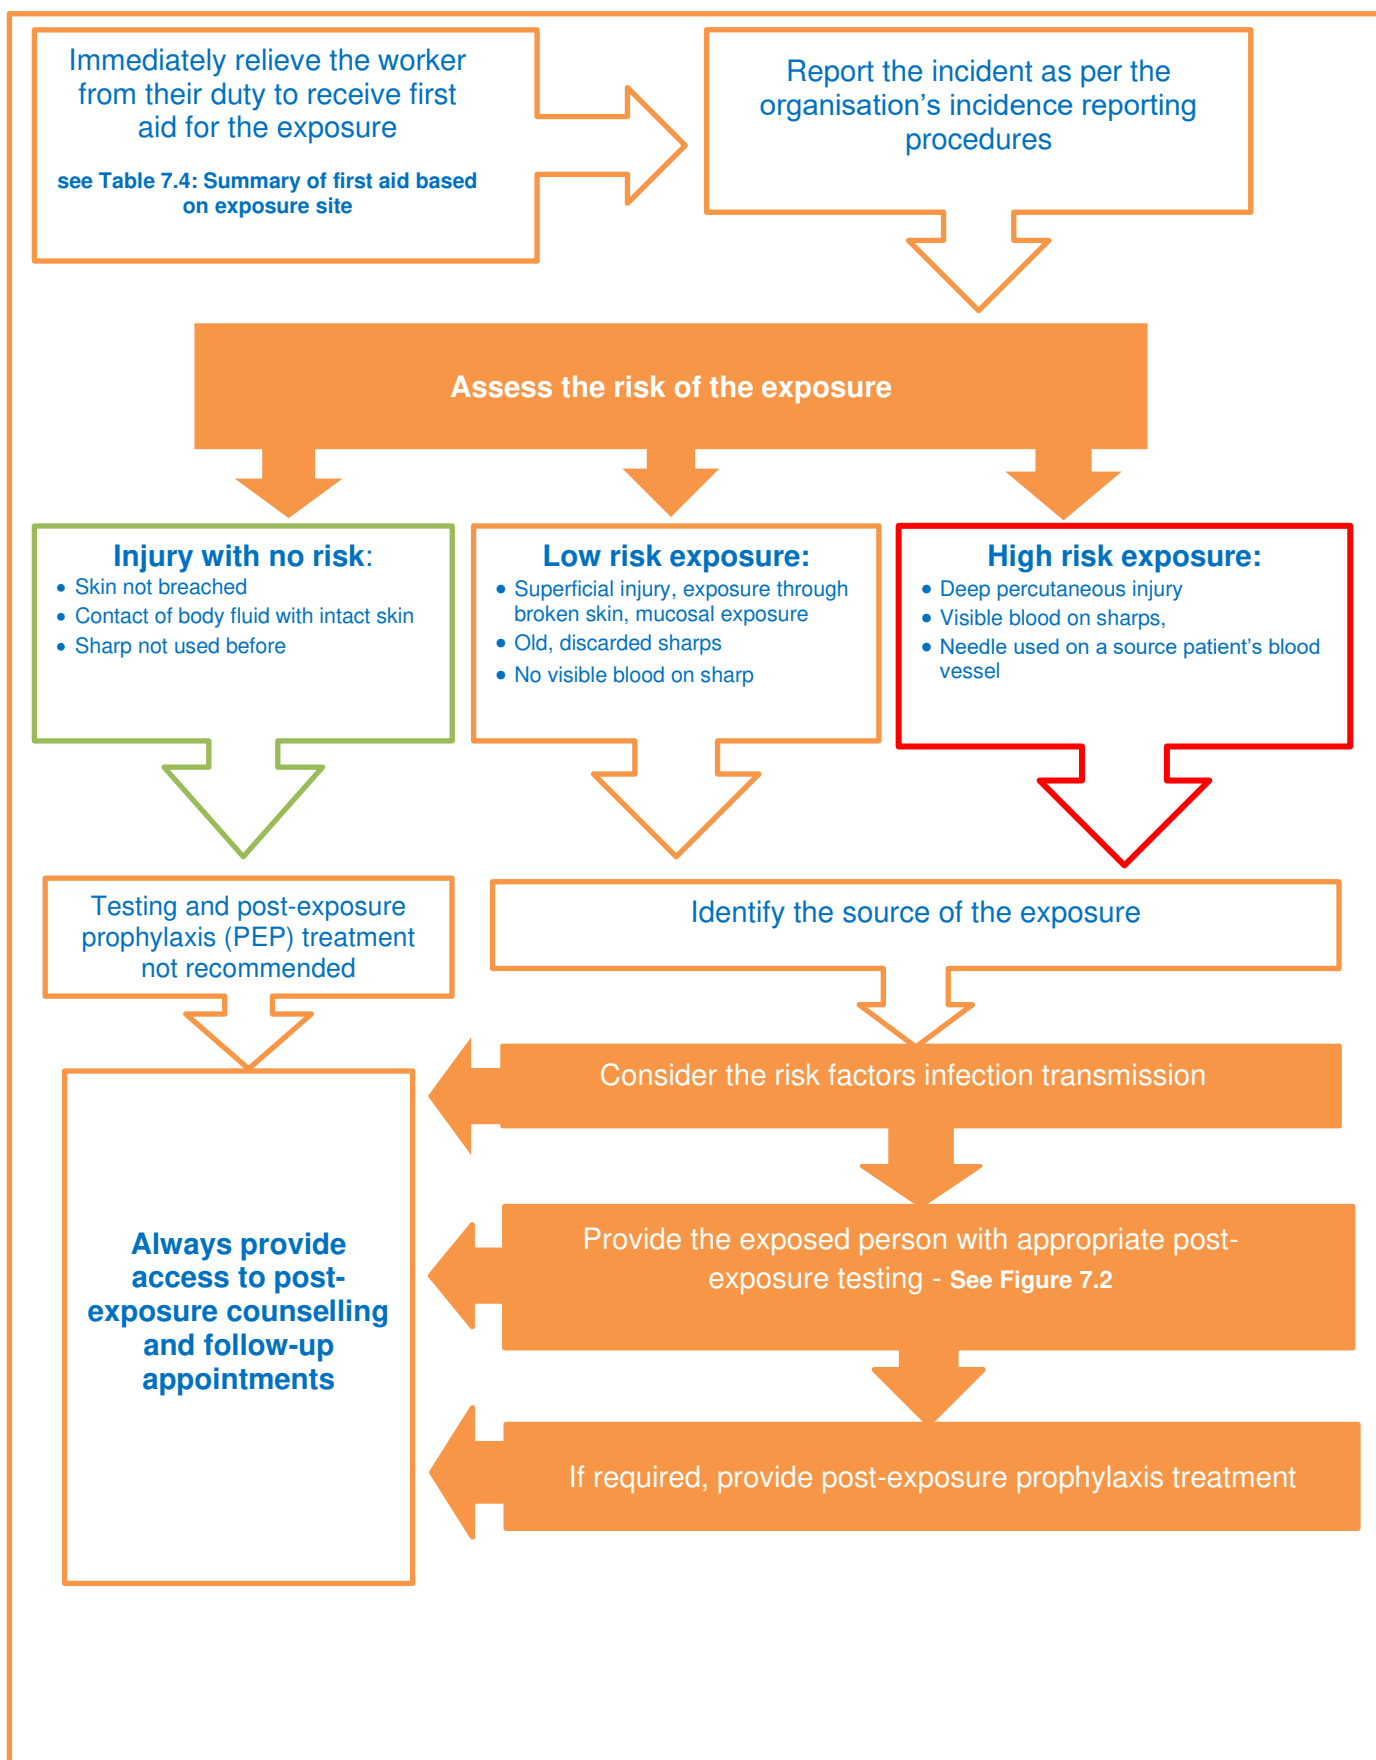 Immediately relieve the worker
from their duty to receive first
aid for the exposure
see Table 7.4: Summary of first aid based
on exposure site
Report the incident as per the
organisation's incidence reporting
procedures
Assess the risk of the exposure
Injury with no risk:
• Skin not breached
• Contact of body fluid with intact skin
• Sharp not used before
Low risk exposure:
• Superficial injury, exposure through
broken skin, mucosal exposure
• Old, discarded sharps
• No visible blood on sharp
High risk exposure:
• Deep percutaneous injury
• Visible blood on sharps,
• Needle used on a source patient's blood
vessel
Testing and post-exposure
prophylaxis (PEP) treatment
not recommended
Identify the source of the exposure
Consider the risk factors infection transmission
Provide the exposed person with appropriate post-
exposure testing - See Figure 7.2
If required, provide post-exposure prophylaxis treatment
Always provide
access to post-
exposure counselling
and follow-up
appointments